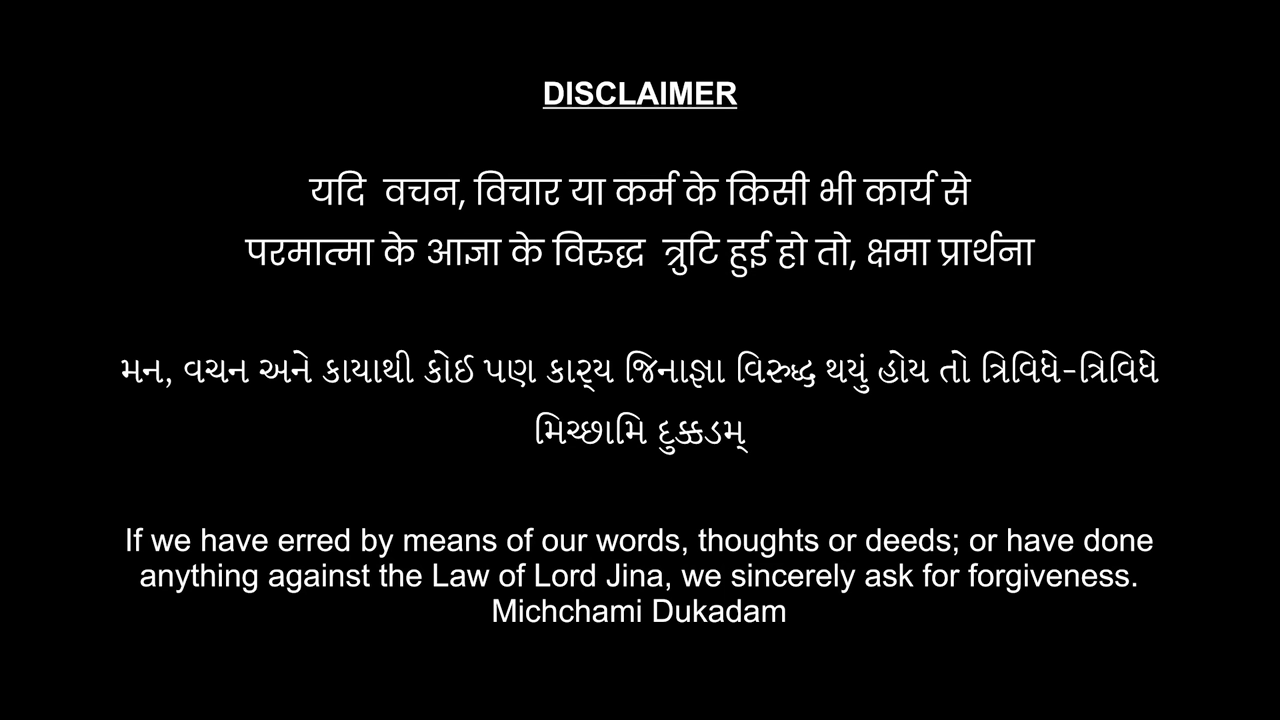 DISCLAIMER
यदि वचन, विचार या कर्म के किसी भी कार्य से
परमात्मा के आज्ञा के विरुद्ध त्रुटि हुई हो तो, क्षमा प्रार्थना
મન, વચન અને કાયાથી કોઈ પણ કાર્ય જિનાજ્ઞા વિરુદ્ધ થયું હોય તો ત્રિવિધે-ત્રિવિધે
મિચ્છામિ દુક્કડમ્
If we have erred by means of our words, thoughts or deeds; or have done
anything against the Law of Lord Jina, we sincerely ask for forgiveness.
Michchami Dukadam